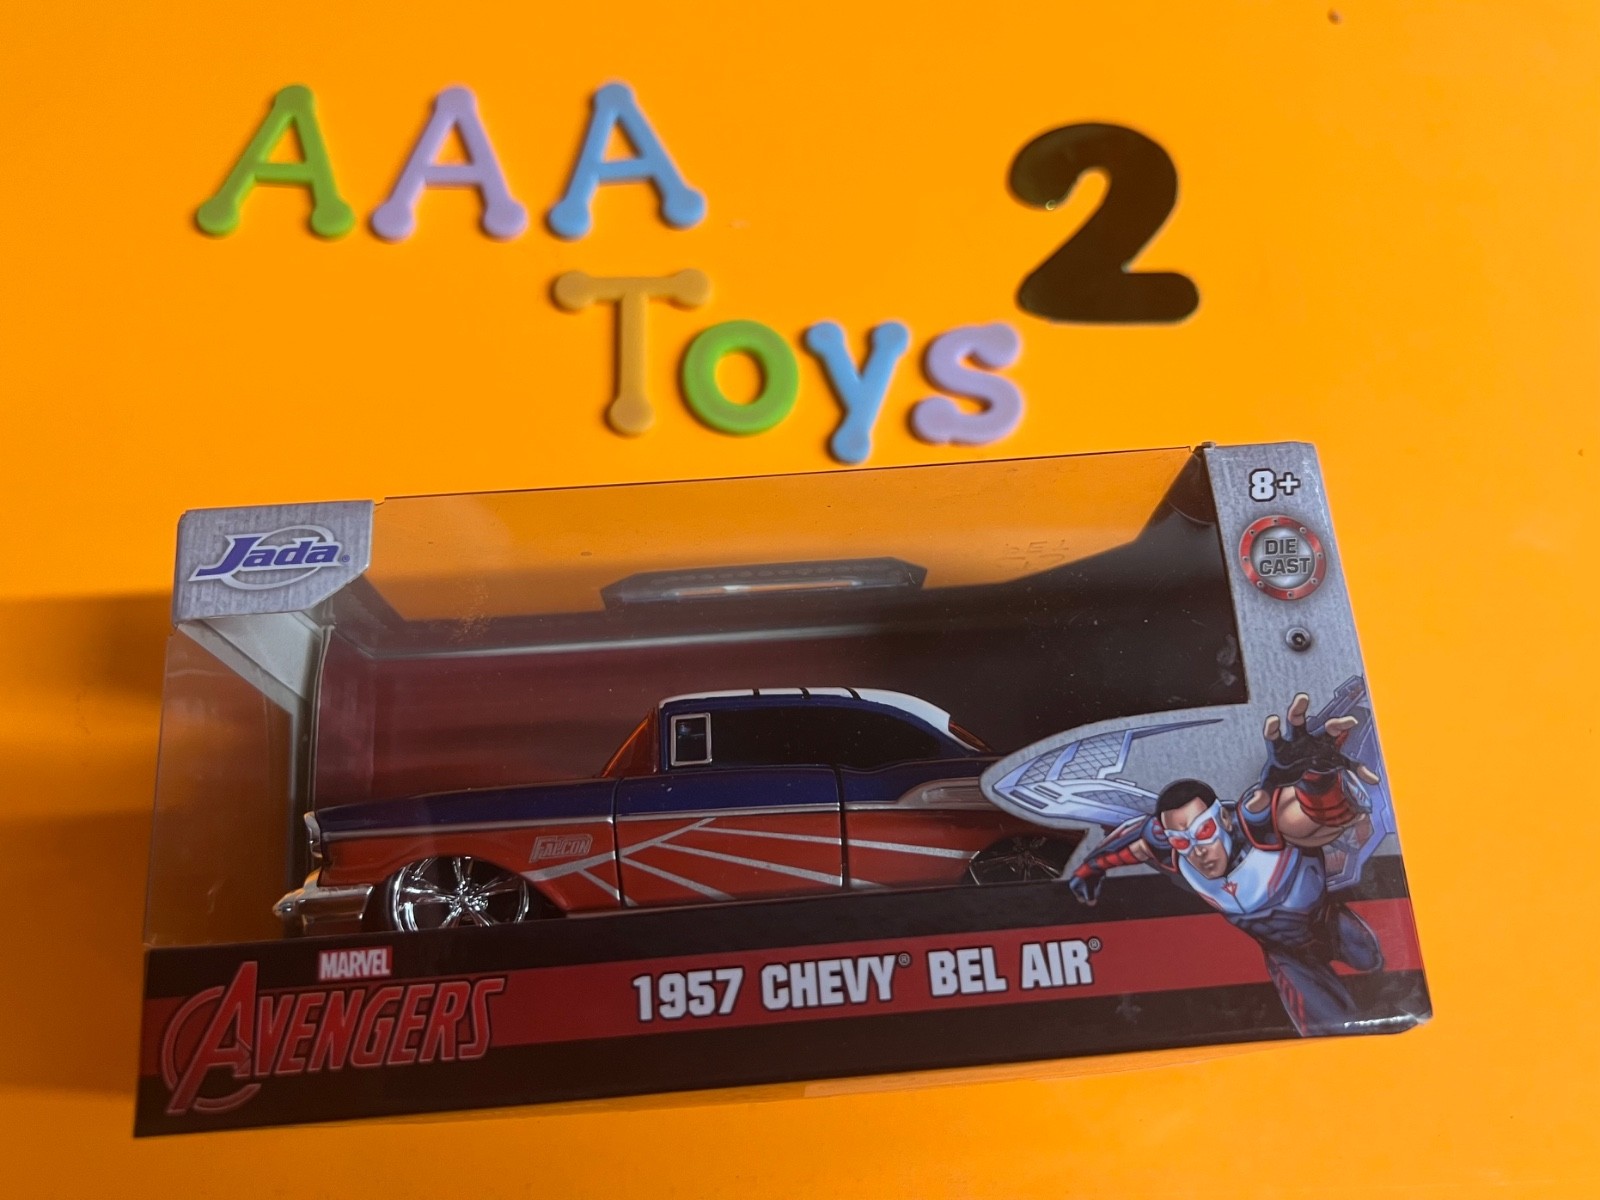 AAA
2
Toys
8+
Jada®
DIE
CAST
FALCON
MARVEL
AVENGERS
1957 CHEVY® BEL AIR®